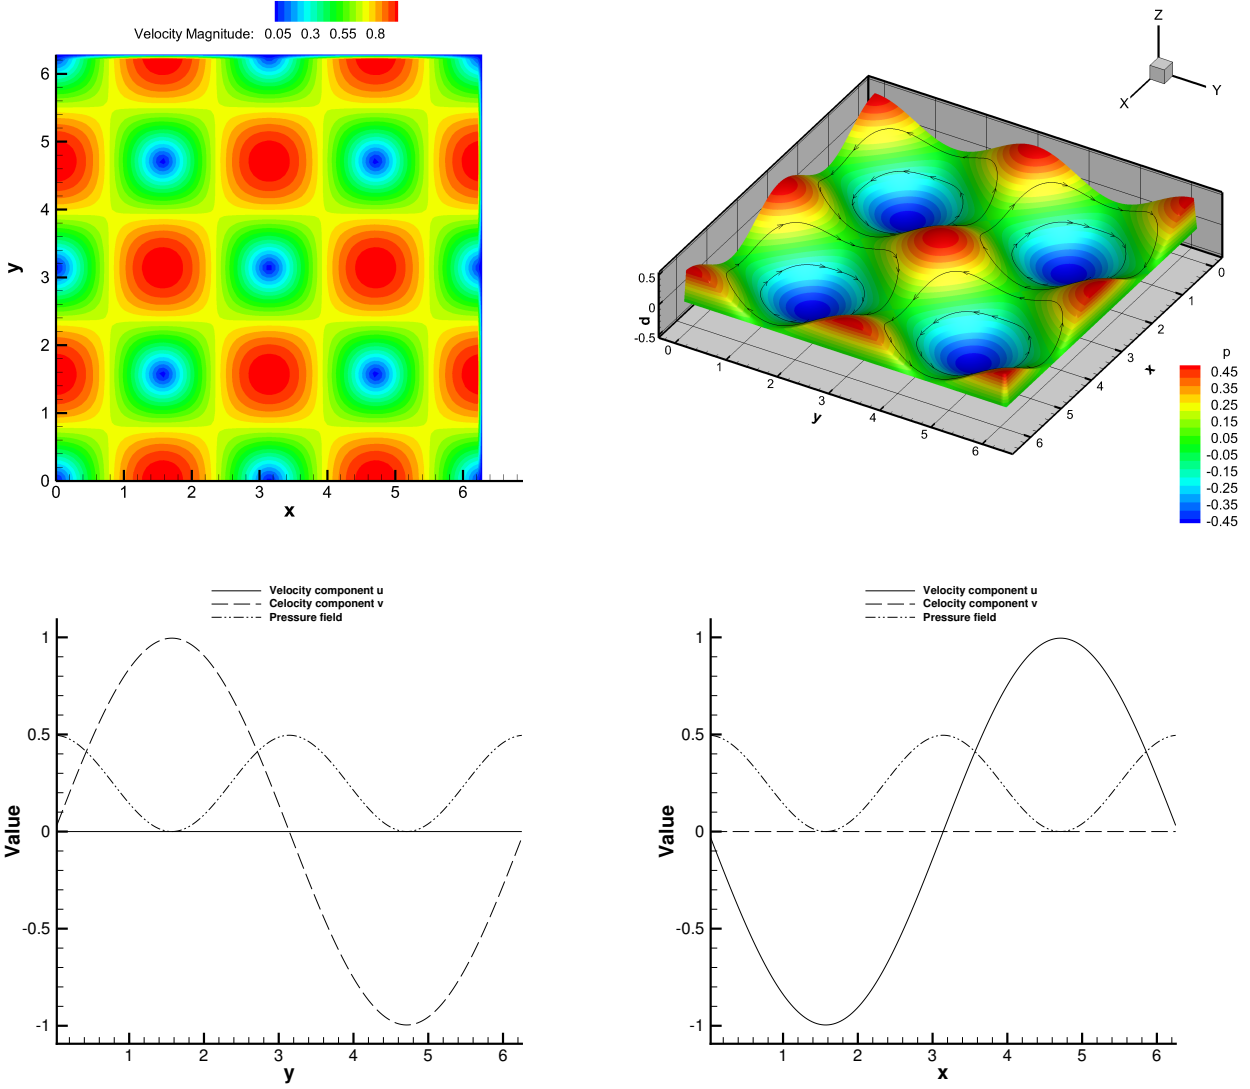 Velocity Magnitude: 0.05 0.3 0.55 0.8
6
5
4
3
2
1
0
y
0 1 2 3 4 5 6
x
Z
X
Y
0.5
0
-0.5
p
0 1 2 3 4 5 6
y
0
1
2
3
4
5
6
x
p
0.45
0.35
0.25
0.15
0.05
-0.05
-0.15
-0.25
-0.35
-0.45
Velocity component u
Celocity component v
Pressure field
1
0.5
0
-0.5
-1
Value
1 2 3 4 5 6
y
Velocity component u
Celocity component v
Pressure field
1
0.5
0
-0.5
-1
Value
1 2 3 4 5 6
x